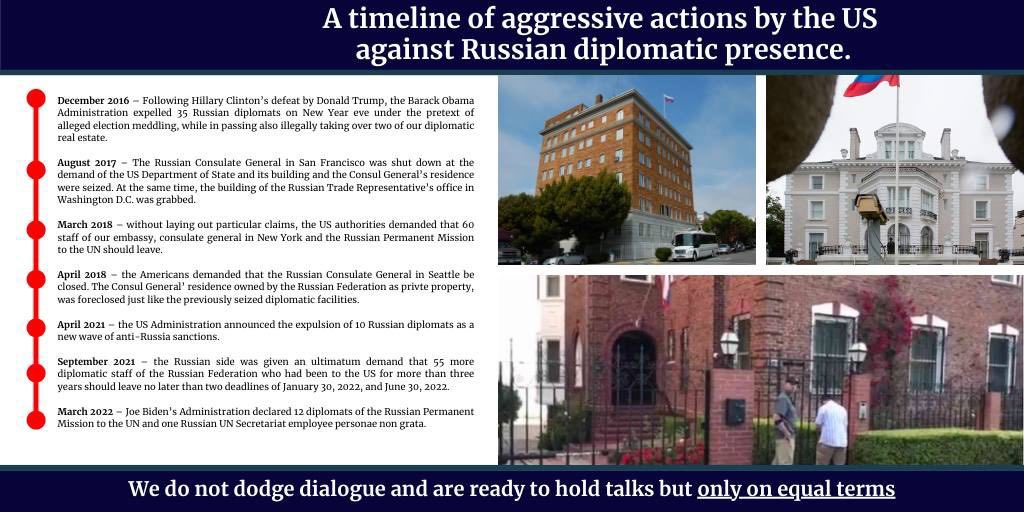 A timeline of aggressive actions by the US
against Russian diplomatic presence.
December 2016 – Following Hillary Clinton's defeat by Donald Trump, the Barack Obama
Administration expelled 35 Russian diplomats on New Year eve under the pretext of
alleged election meddling, while in passing also illegally taking over two of our diplomatic
real estate.
August 2017 – The Russian Consulate General in San Francisco was shut down at the
demand of the US Department of State and its building and the Consul General's residence
were seized. At the same time, the building of the Russian Trade Representative's office in
Washington D.C. was grabbed.
March 2018 – without laying out particular claims, the US authorities demanded that 60
staff of our embassy, consulate general in New York and the Russian Permanent Mission
to the UN should leave.
April 2018 – the Americans demanded that the Russian Consulate General in Seattle be
closed. The Consul General' residence owned by the Russian Federation as privte property,
was foreclosed just like the previously seized diplomatic facilities.
April 2021 – the US Administration announced the expulsion of 10 Russian diplomats as a
new wave of anti-Russia sanctions.
September 2021 – the Russian side was given an ultimatum demand that 55 more
diplomatic staff of the Russian Federation who had been to the US for more than three
years should leave no later than two deadlines of January 30, 2022, and June 30, 2022.
March 2022 – Joe Biden's Administration declared 12 diplomats of the Russian Permanent
Mission to the UN and one Russian UN Secretariat employee personae non grata.
We do not dodge dialogue and are ready to hold talks but only on equal terms